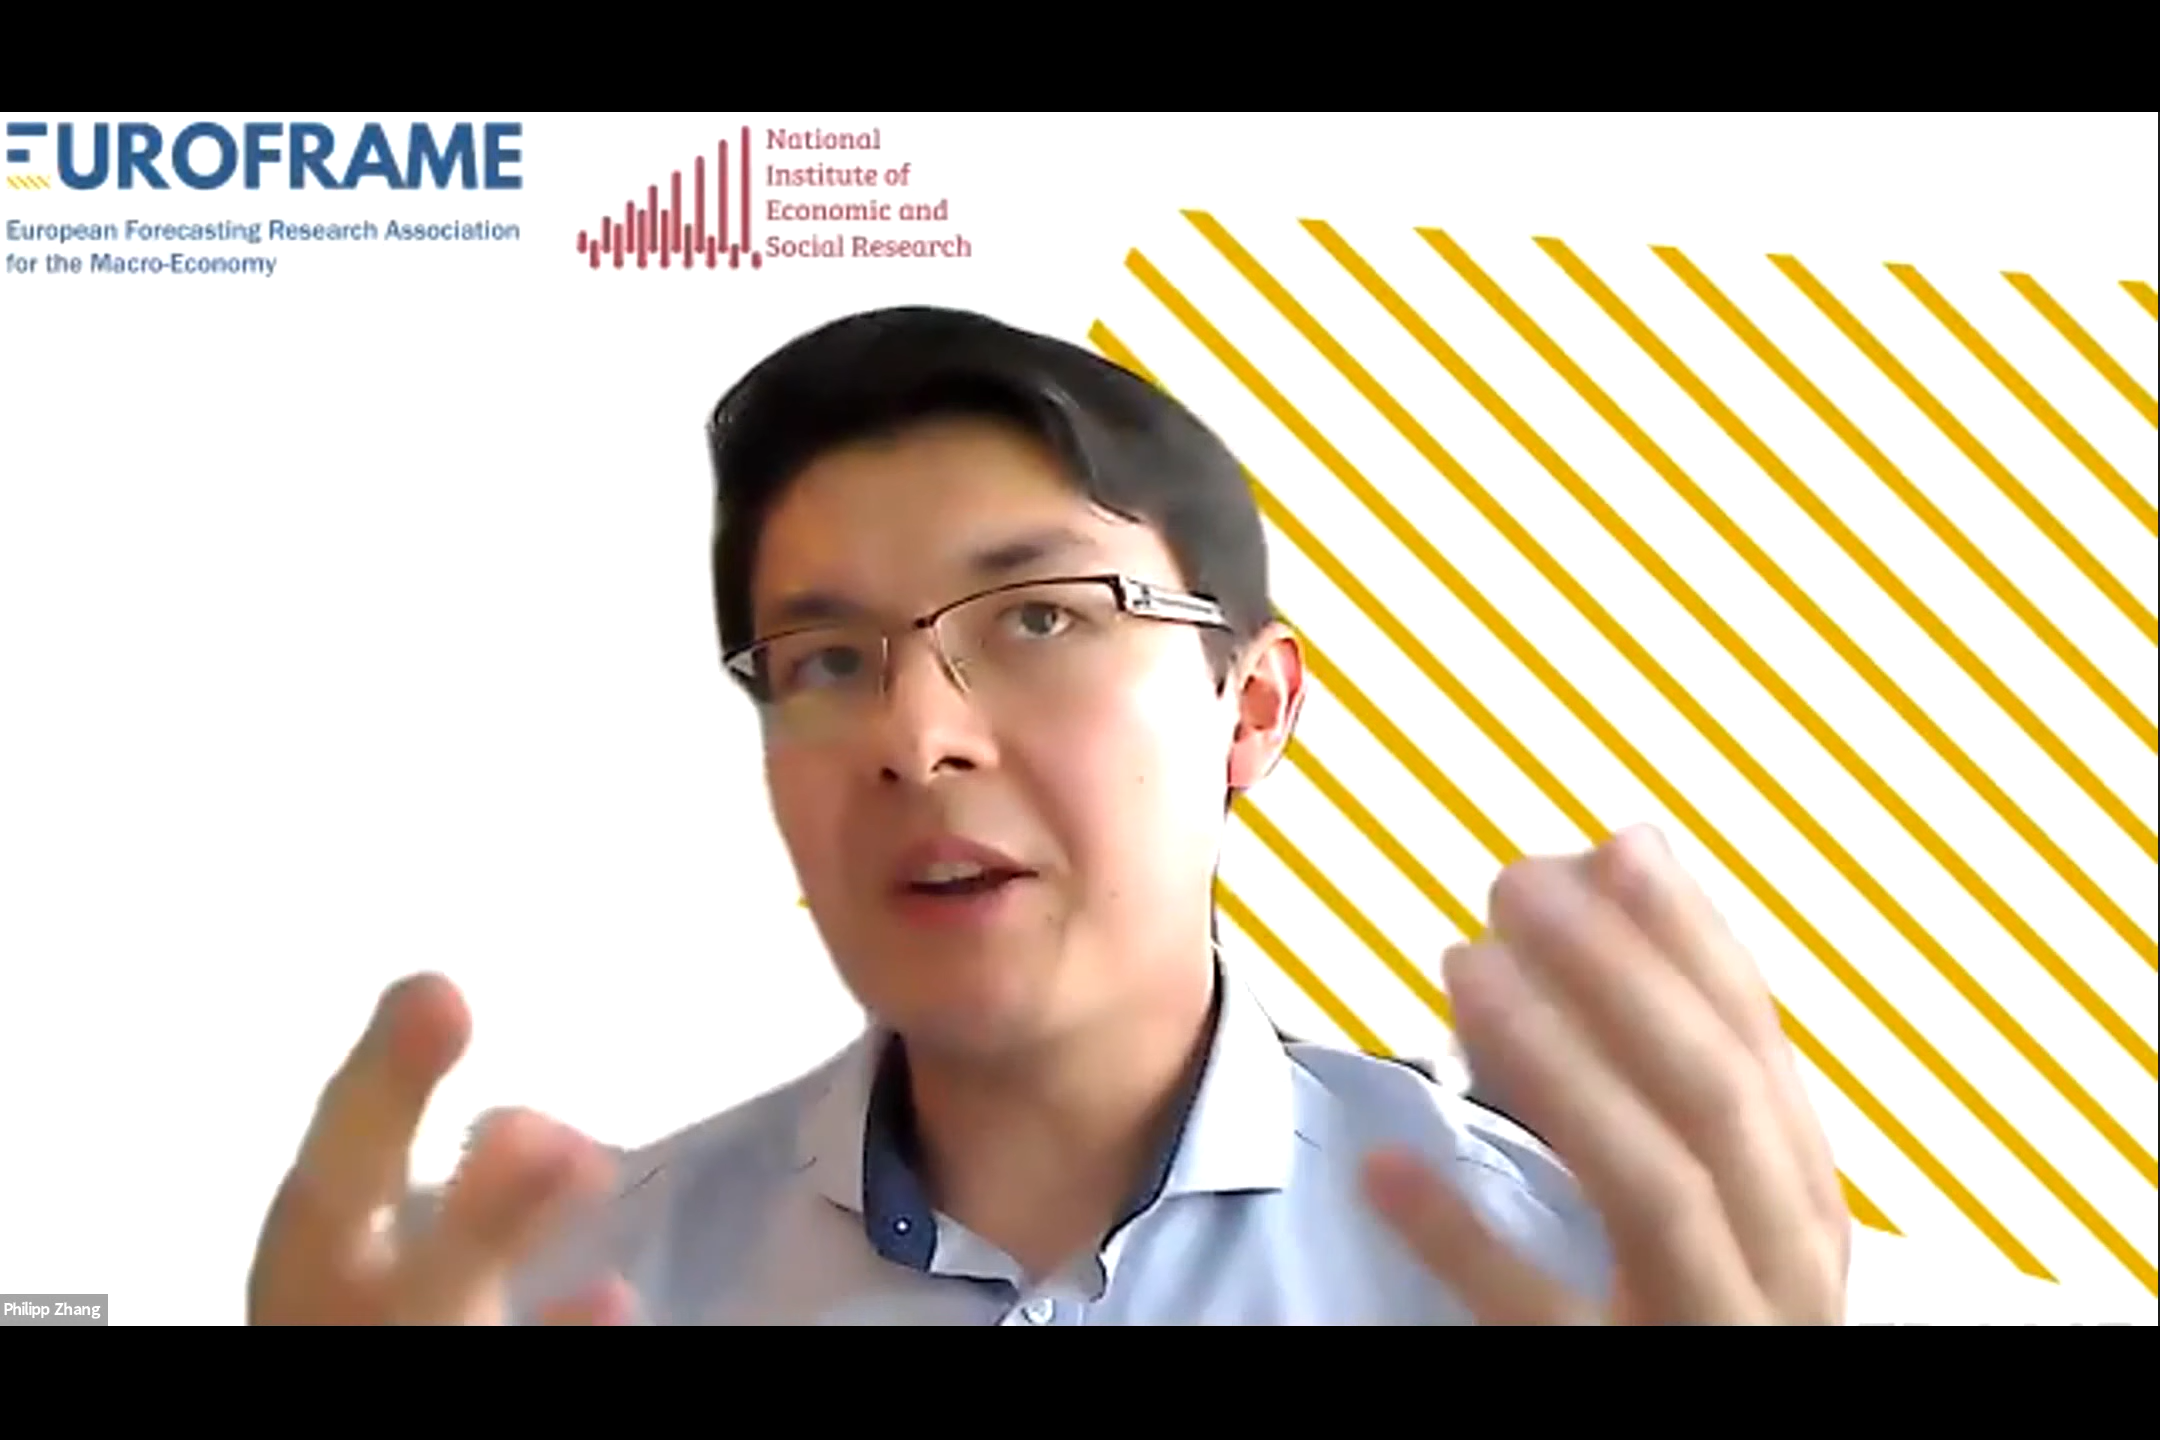 EUROFRAME
European Forecasting Research Association
for the Macro-Economy
National
Institute of
Economic and
Social Research
Philipp Zhang